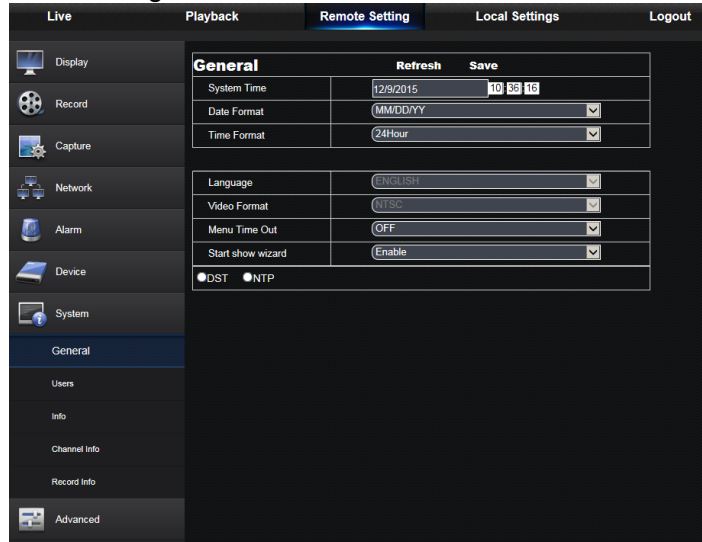 Live Playback Remote Setting Local Settings Logout
Display
Record
Capture
Network
Alarm
Device
System
General
Users
Info
Channel Info
Record Info
Advanced
General Refresh Save
System Time 12/9/2015 10:36:16
Date Format MM/DD/YY
Time Format 24Hour
Language ENGLISH
Video Format NTSC
Menu Time Out OFF
Start show wizard Enable
DST NTP